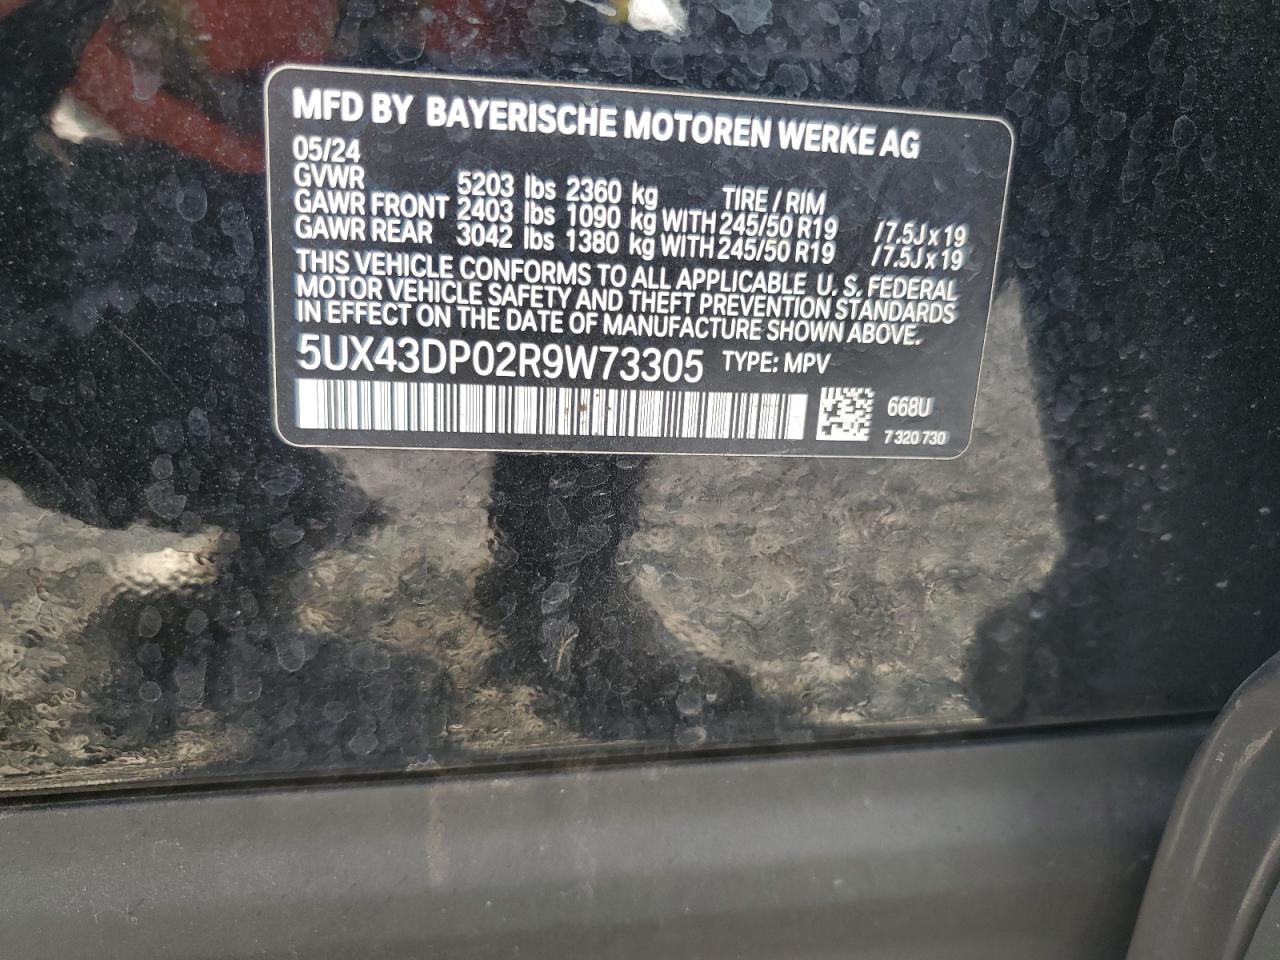 MFD BY BAYERISCHE MOTOREN WERKE AG
05/24
GVWR 5203 lbs 2360 kg TIRE / RIM
GAWR FRONT 2403 lbs 1090 kg WITH 245/50 R19 / 7.5J x 19
GAWR REAR 3042 lbs 1380 kg WITH 245/50 R19 / 7.5J x 19
THIS VEHICLE CONFORMS TO ALL APPLICABLE U. S. FEDERAL
MOTOR VEHICLE SAFETY AND THEFT PREVENTION STANDARDS
IN EFFECT ON THE DATE OF MANUFACTURE SHOWN ABOVE.
5UX43DP02R9W73305 TYPE: MPV
668U
7 320 730